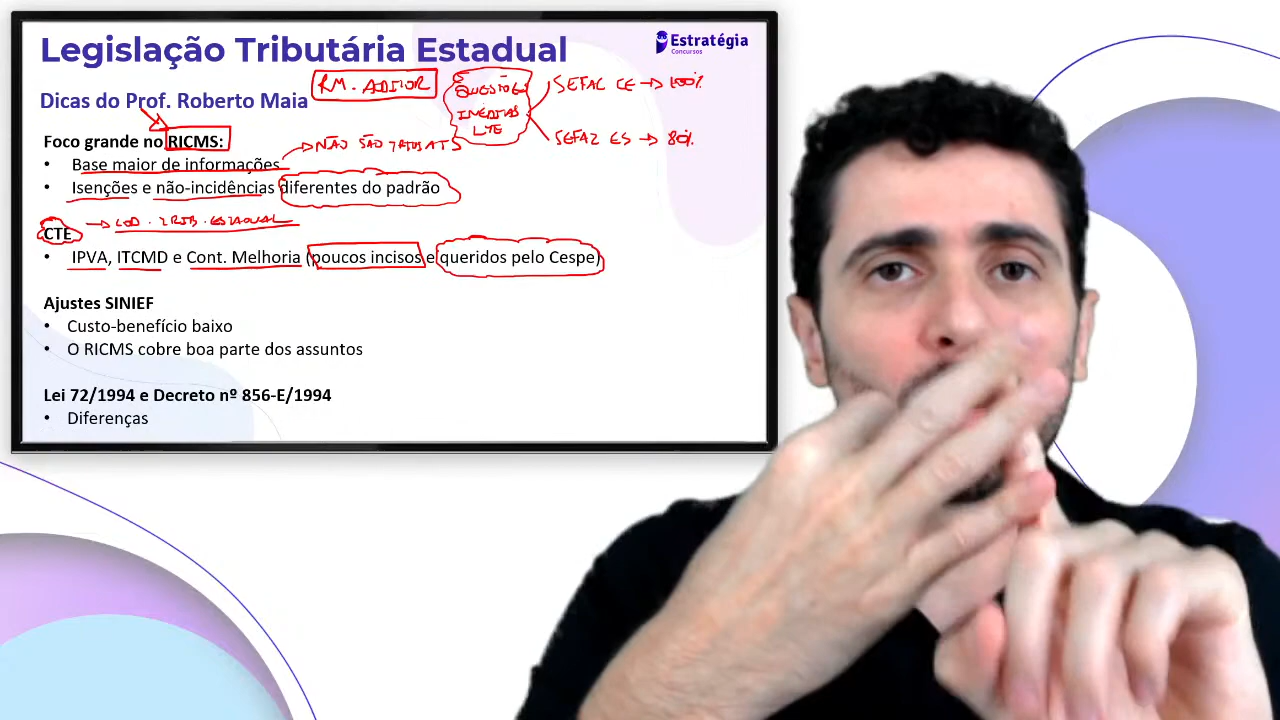 Legislação Tributária Estadual
Estratégia
Concursos
RM. AUDITOR
QUESTÕES
INÉDITAS
LTE
SEFAZ CE → 100%
SEFAZ ES → 80%
Dicas do Prof. Roberto Maia
Foco grande no RICMS:
NÃO SÃO
• Base maior de informações
• Isenções e não-incidências diferentes do padrão
→ COD. TRIB. ESTADUAL
CTE
• IPVA, ITCMD e Cont. Melhoria (poucos incisos e queridos pelo Cespe)
Ajustes SINIEF
• Custo-benefício baixo
• O RICMS cobre boa parte dos assuntos
Lei 72/1994 e Decreto nº 856-E/1994
• Diferenças